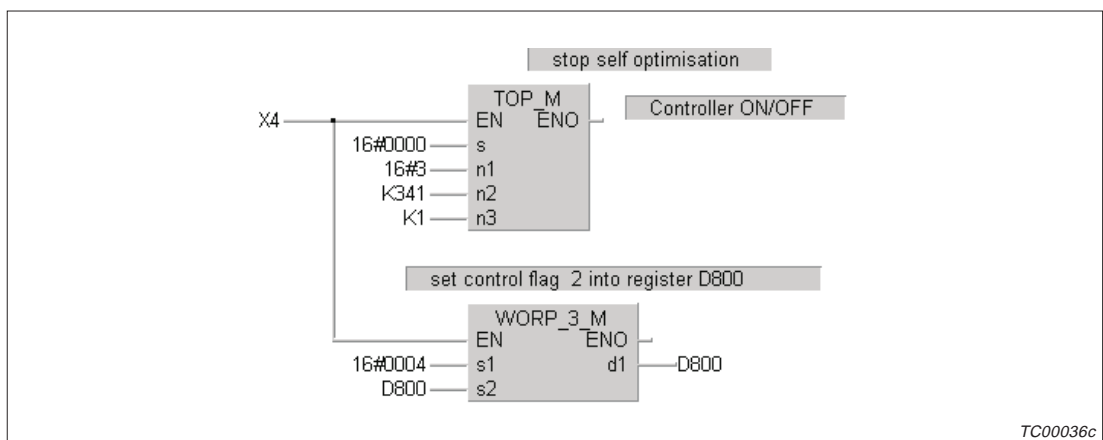 stop self optimisation
TOP_M
Controller ON/OFF
X4
EN ENO
16#0000 s
16#3 n1
K341 n2
K1 n3
set control flag 2 into register D800
WORP_3_M
EN ENO
16#0004 s1 d1 D800
D800 s2
TC00036c